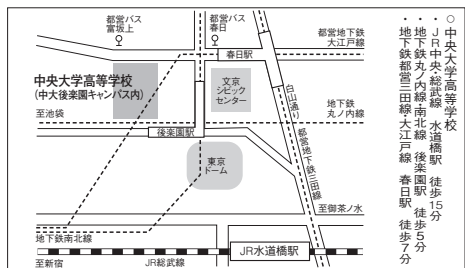 ○中央大学高等学校
・ＪＲ中央・総武線 水道橋駅 徒歩15分
・地下鉄丸ノ内線・南北線 後楽園駅 徒歩5分
・地下鉄都営三田線・大江戸線 春日駅 徒歩7分
都営バス
富坂上
都営バス
春日
都営地下鉄
大江戸線
春日駅
中央大学高等学校
(中大後楽園キャンパス内)
文京
シビック
センター
白山通り
至池袋
地下鉄
丸ノ内線
後楽園駅
都営地下鉄三田線
東京
ドーム
至御茶ノ水
地下鉄南北線
JR水道橋駅
至新宿
JR総武線